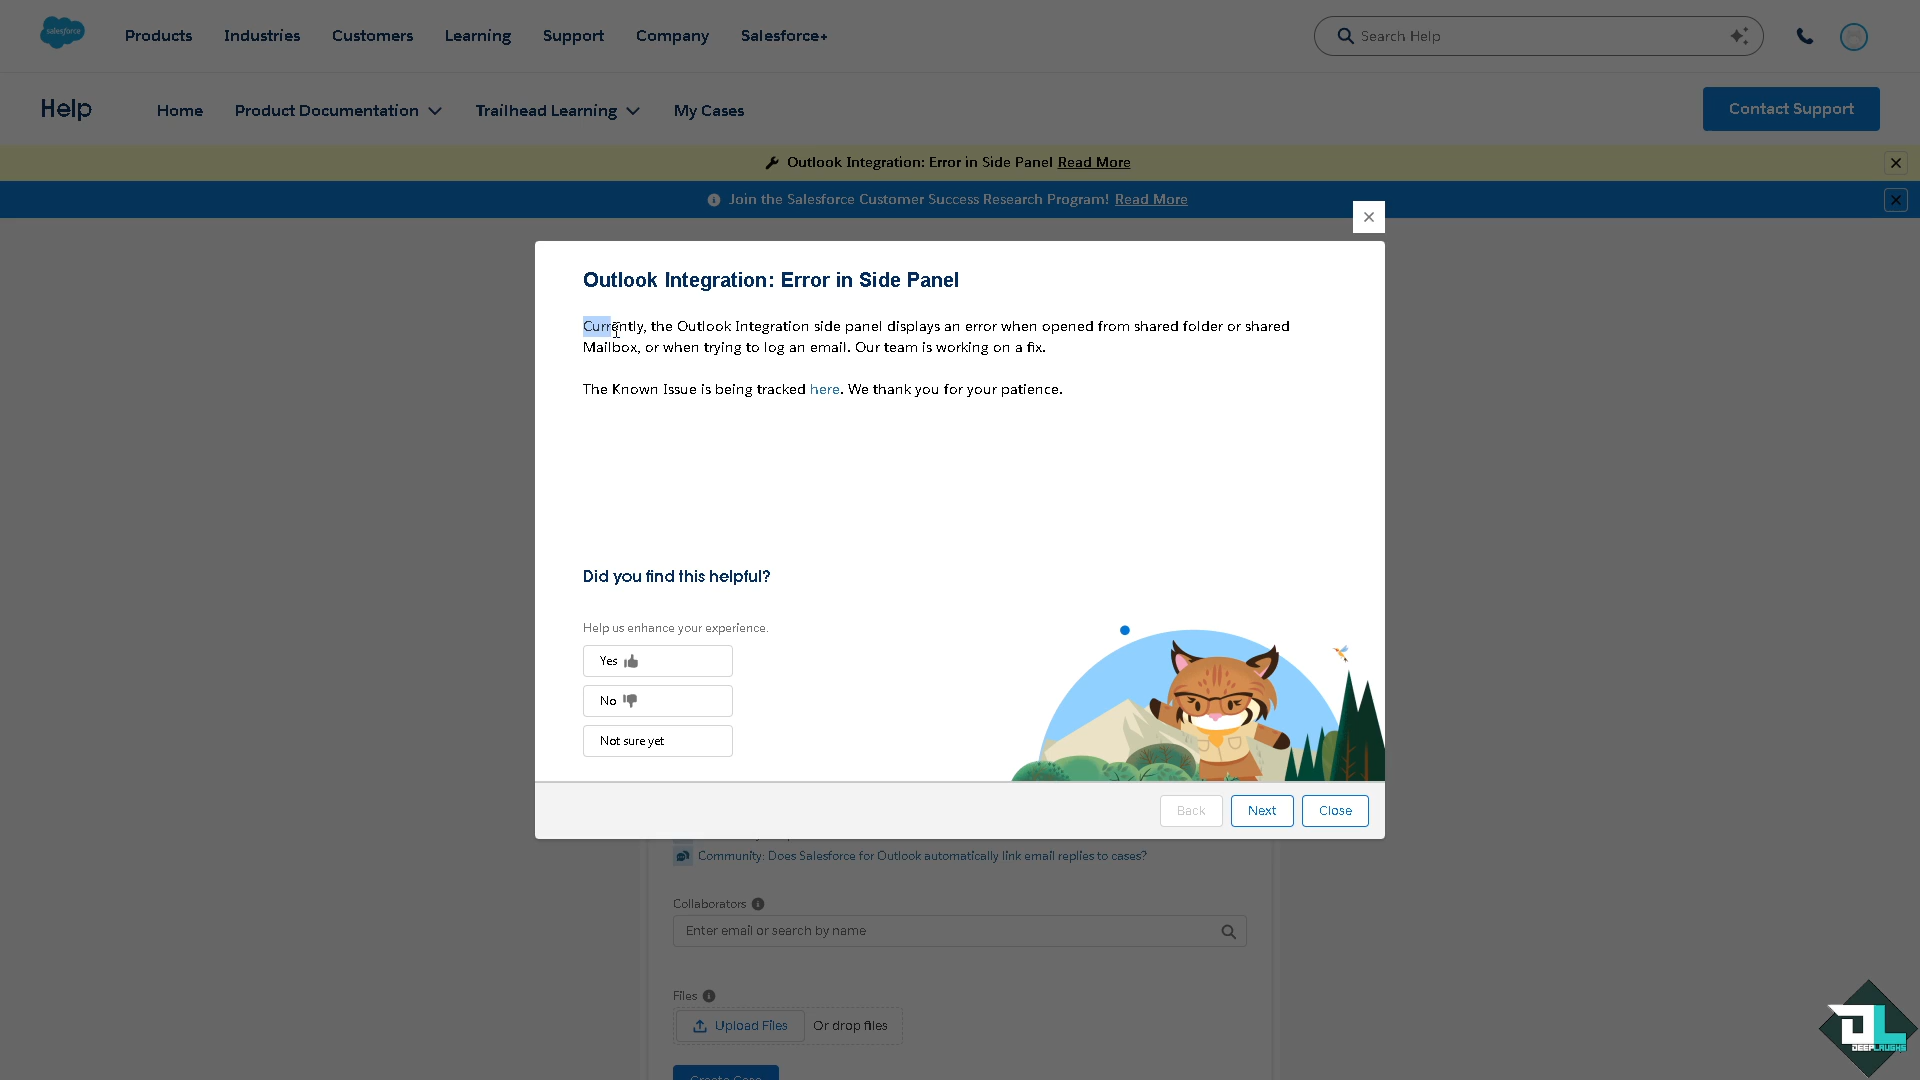 salesforce
Products Industries Customers Learning Support Company Salesforce+
Search Help
Help Home Product Documentation Trailhead Learning My Cases
Contact Support
Outlook Integration: Error in Side Panel Read More
Join the Salesforce Customer Success Research Program! Read More
Outlook Integration: Error in Side Panel
Currently, the Outlook Integration side panel displays an error when opened from shared folder or shared
Mailbox, or when trying to log an email. Our team is working on a fix.
The Known Issue is being tracked here. We thank you for your patience.
Did you find this helpful?
Help us enhance your experience.
Yes
No
Not sure yet
Back Next Close
Community: Does Salesforce for Outlook automatically link email replies to cases?
Collaborators
Enter email or search by name
Files
Upload Files Or drop files
Create Case
DL
DEEPLAUGHS